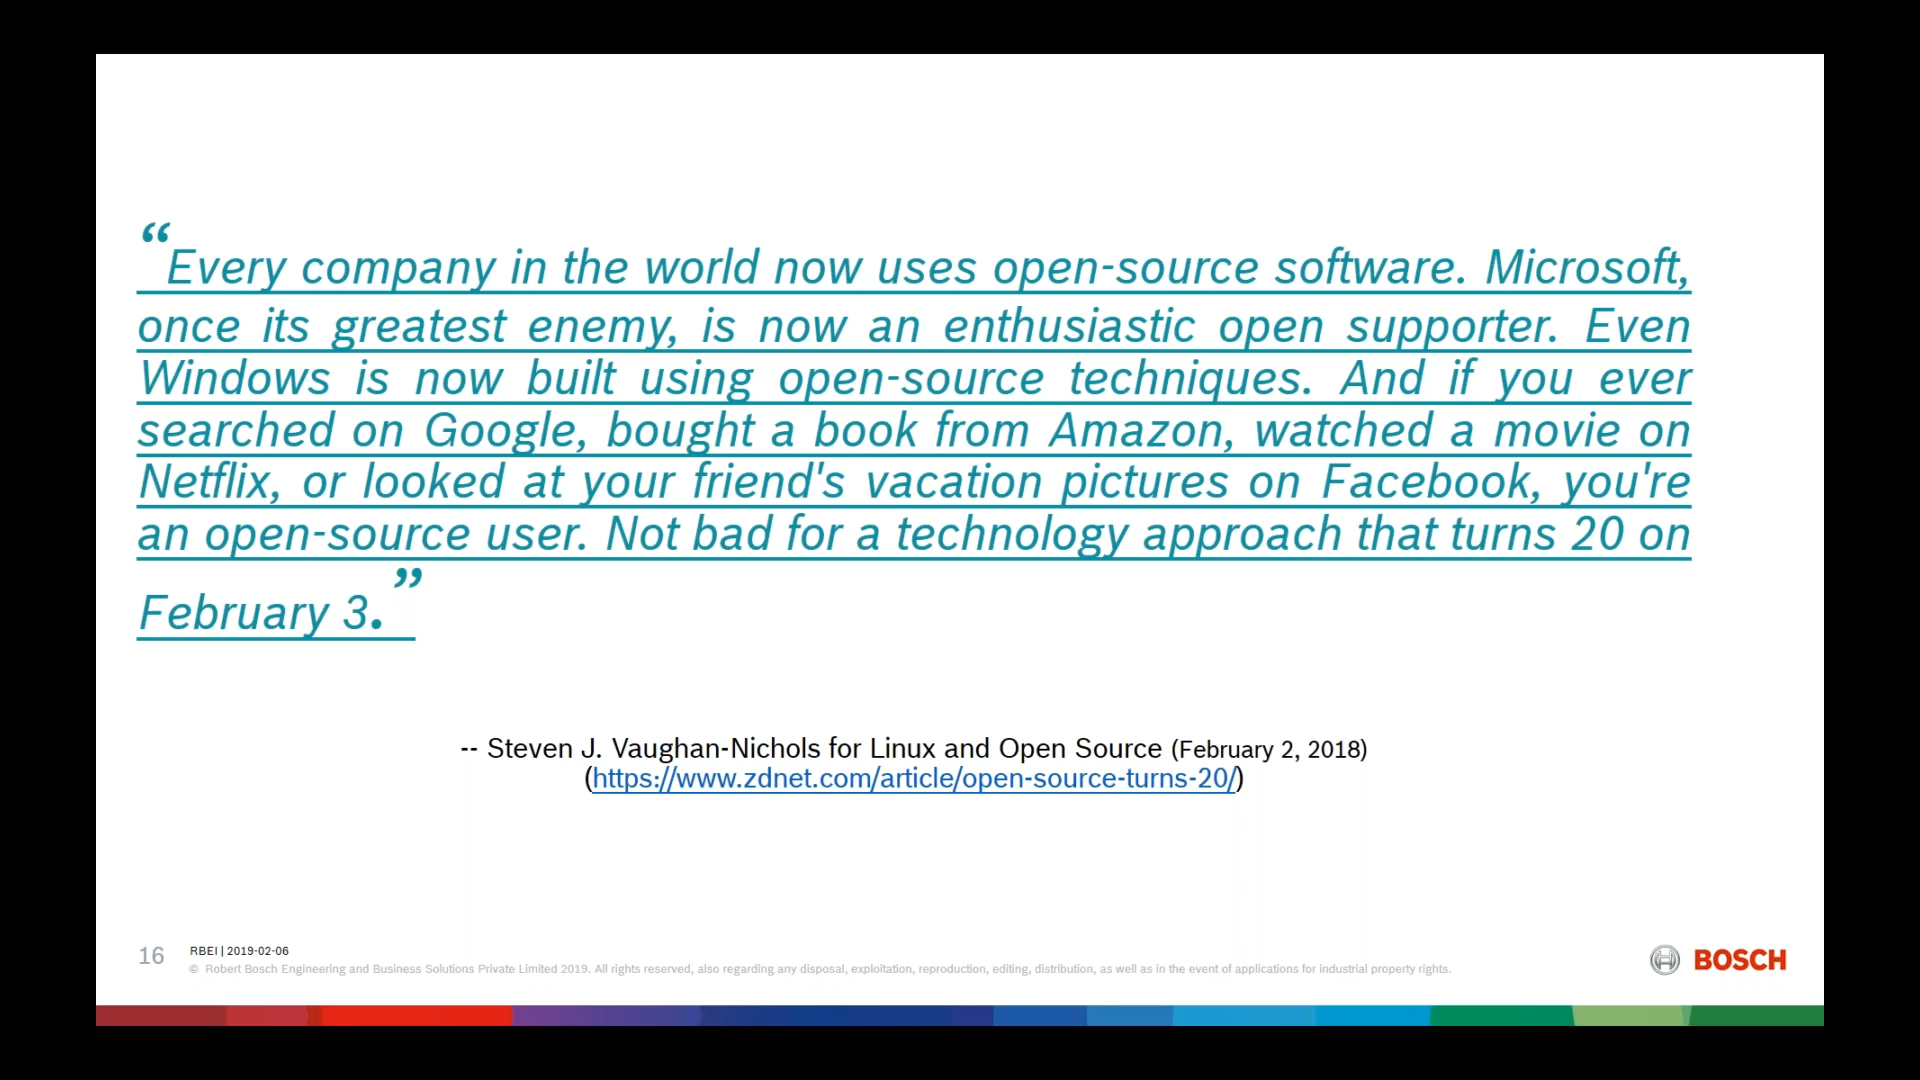 “Every company in the world now uses open-source software. Microsoft,
once its greatest enemy, is now an enthusiastic open supporter. Even
Windows is now built using open-source techniques. And if you ever
searched on Google, bought a book from Amazon, watched a movie on
Netflix, or looked at your friend's vacation pictures on Facebook, you're
an open-source user. Not bad for a technology approach that turns 20 on
February 3.”
-- Steven J. Vaughan-Nichols for Linux and Open Source (February 2, 2018)
(https://www.zdnet.com/article/open-source-turns-20/)
16 RBEI | 2019-02-06
© Robert Bosch Engineering and Business Solutions Private Limited 2019. All rights reserved, also regarding any disposal, exploitation, reproduction, editing, distribution, as well as in the event of applications for industrial property rights.
BOSCH